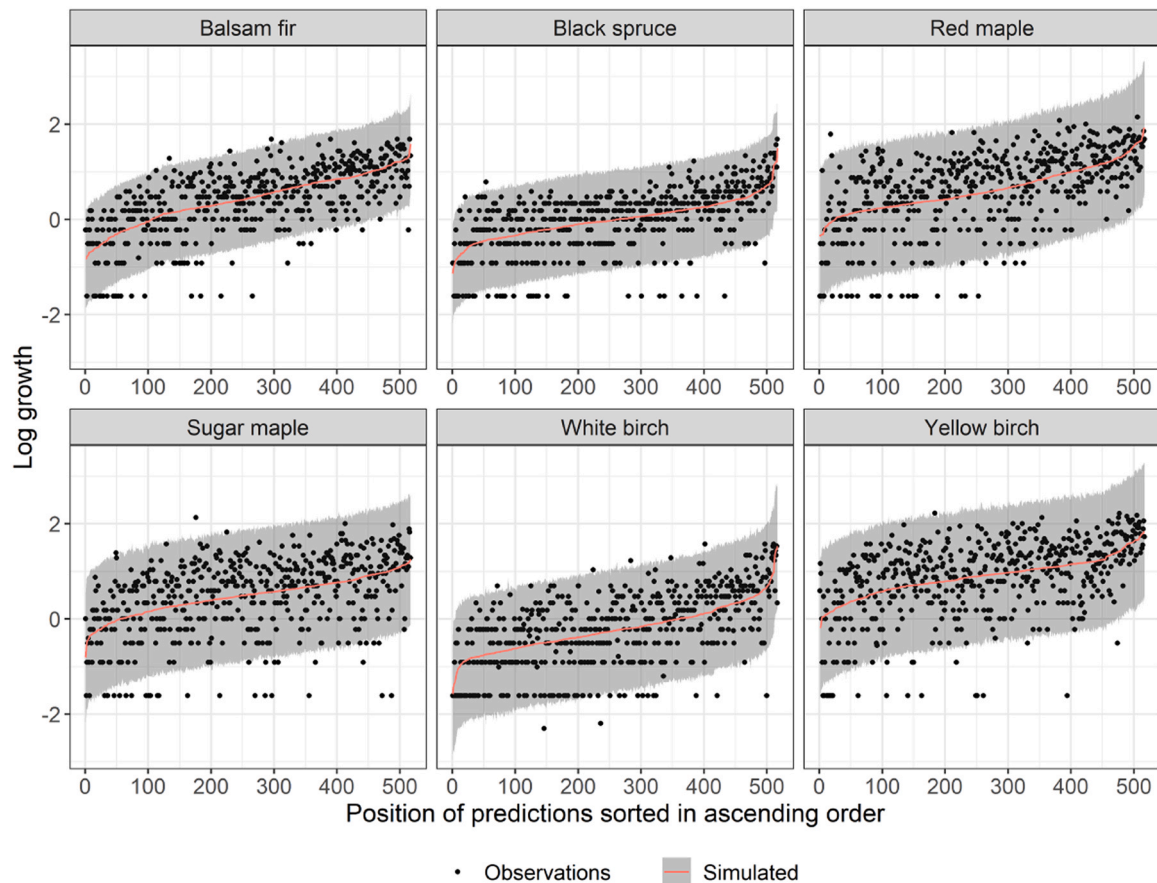 Balsam fir Black spruce Red maple
2
0
-2
0 100 200 300 400 500 0 100 200 300 400 500 0 100 200 300 400 500
Log growth
Sugar maple White birch Yellow birch
2
0
-2
0 100 200 300 400 500 0 100 200 300 400 500 0 100 200 300 400 500
Position of predictions sorted in ascending order
Observations Simulated